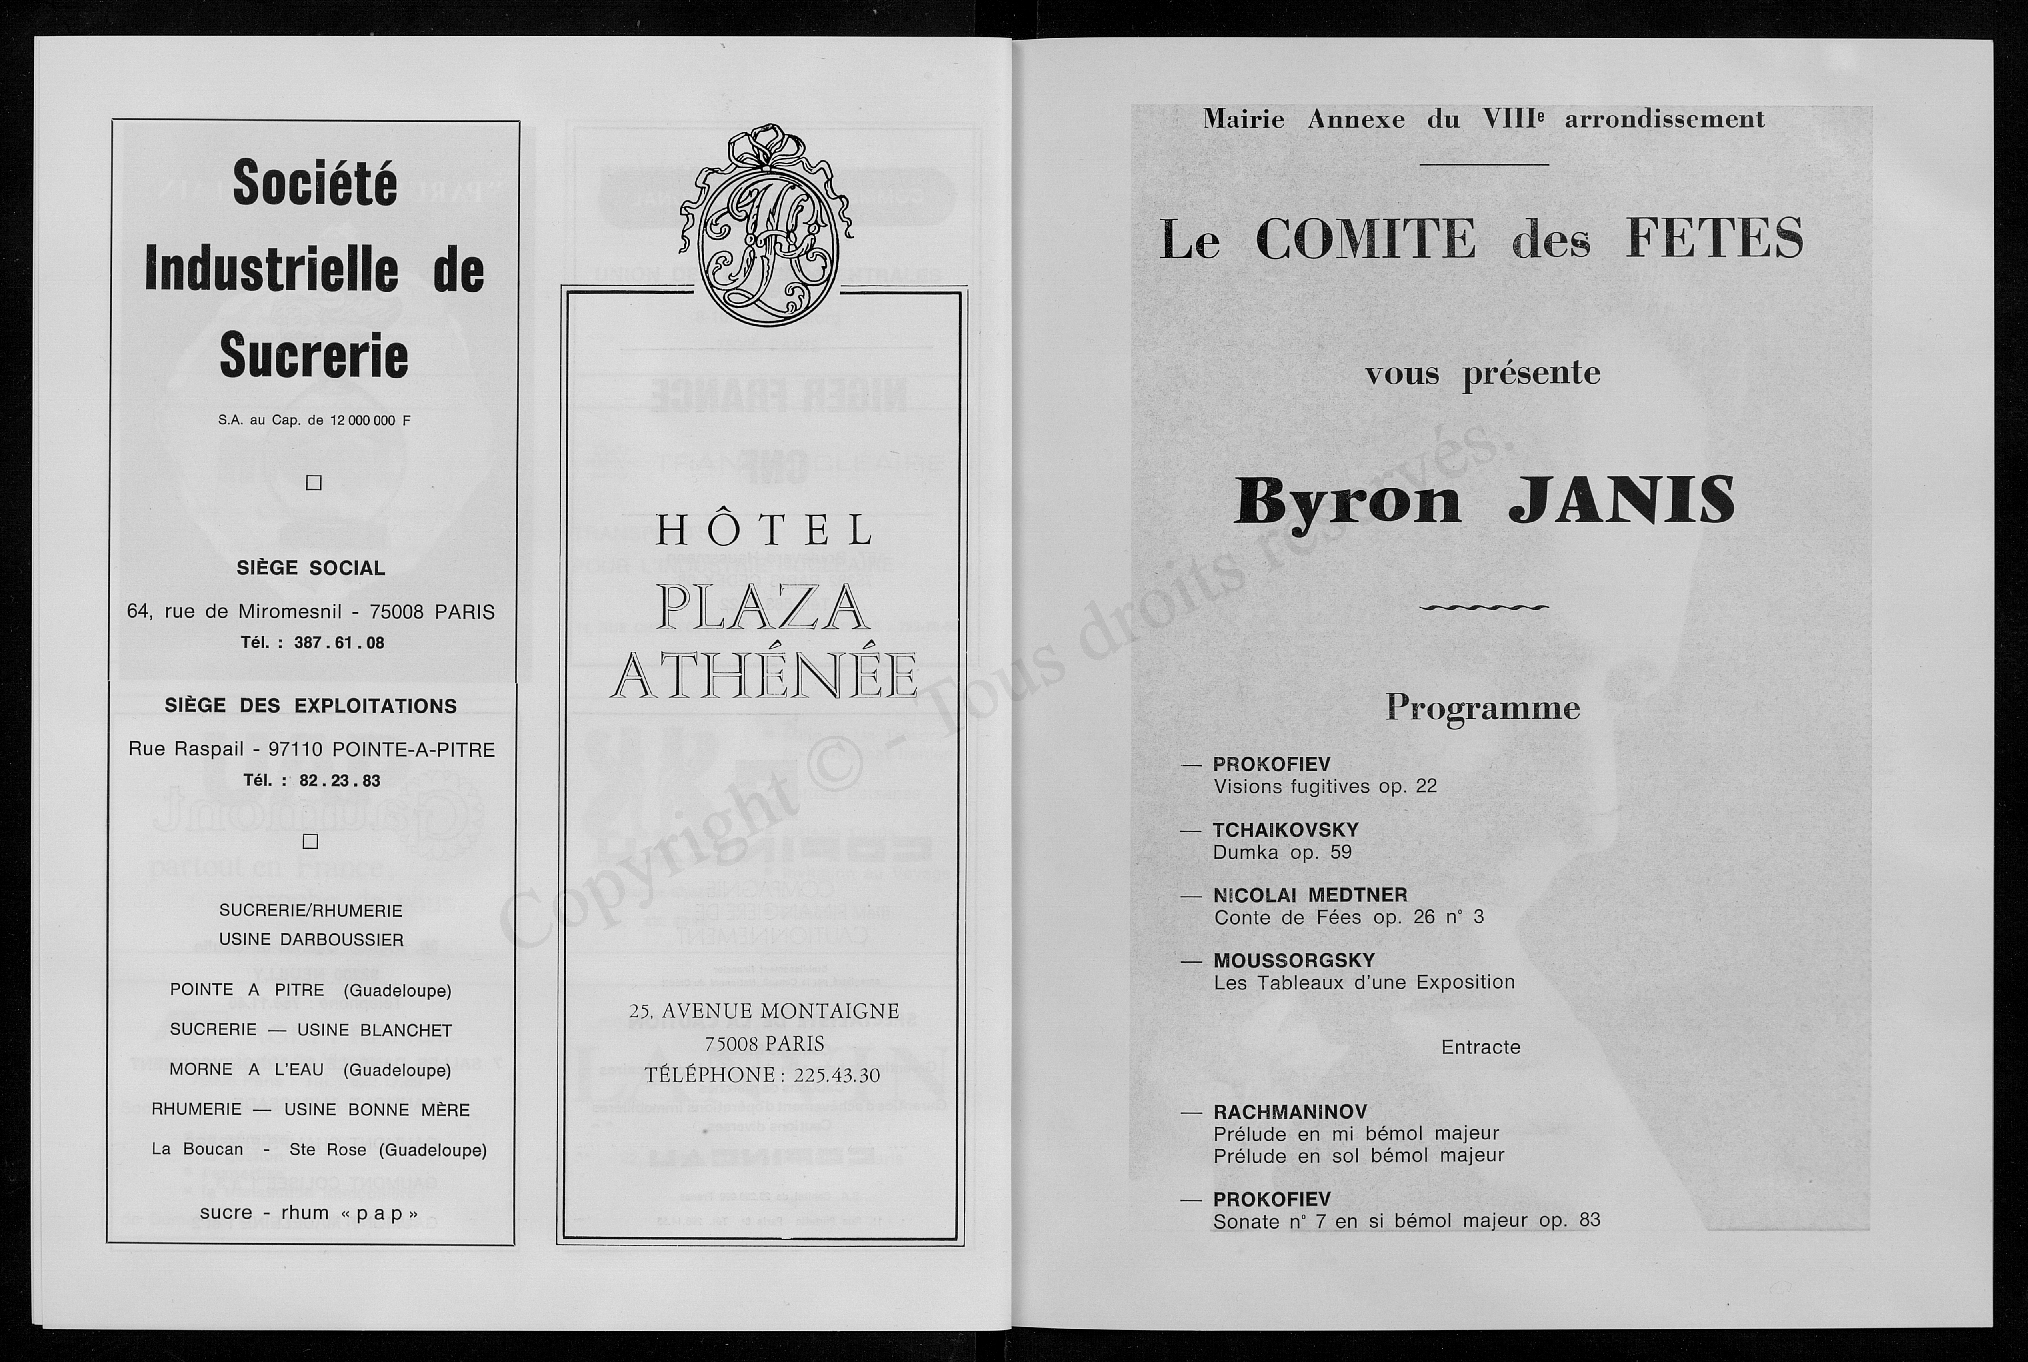 Société
Industrielle de
Sucrerie
S.A. au Cap. de 12 000 000 F
SIÈGE SOCIAL
64, rue de Miromesnil - 75008 PARIS
Tél. : 387.61.08
SIÈGE DES EXPLOITATIONS
Rue Raspail - 97110 POINTE-A-PITRE
Tél. : 82.23.83
SUCRERIE/RHUMERIE
USINE DARBOUSSIER
POINTE A PITRE (Guadeloupe)
SUCRERIE — USINE BLANCHET
MORNE A L'EAU (Guadeloupe)
RHUMERIE — USINE BONNE MÈRE
La Boucan - Ste Rose (Guadeloupe)
sucre - rhum « p a p »
HÔTEL
PLAZA
ATHÉNÉE
25, AVENUE MONTAIGNE
75008 PARIS
TÉLÉPHONE : 225.43.30
Mairie Annexe du VIIIe arrondissement
Le COMITE des FETES
vous présente
Byron JANIS
Programme
— PROKOFIEV
Visions fugitives op. 22
— TCHAIKOVSKY
Dumka op. 59
— NICOLAI MEDTNER
Conte de Fées op. 26 n° 3
— MOUSSORGSKY
Les Tableaux d'une Exposition
Entracte
— RACHMANINOV
Prélude en mi bémol majeur
Prélude en sol bémol majeur
— PROKOFIEV
Sonate n° 7 en si bémol majeur op. 83
Copyright © - Tous droits reservés.